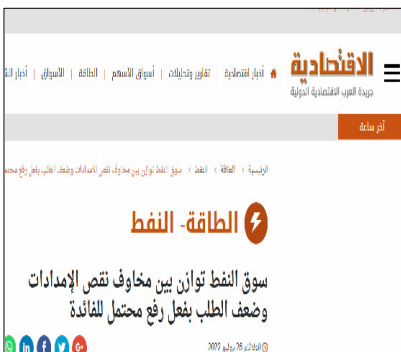 الاقتصادية
جريدة العرب الاقتصادية الدولية
أخبار اقتصادية | تقارير وتحليلات | أسواق الأسهم | الطاقة | الأسواق | أخبار
آخر ساعة
الرئيسية > الطاقة > النفط > سوق النفط توازن بين مخاوف نقص الإمدادات وضعف الطلب بفعل رفع
الطاقة- النفط
سوق النفط توازن بين مخاوف نقص الإمدادات
وضعف الطلب بفعل رفع محتمل للفائدة
الثلاثاء 26 يوليو 2022